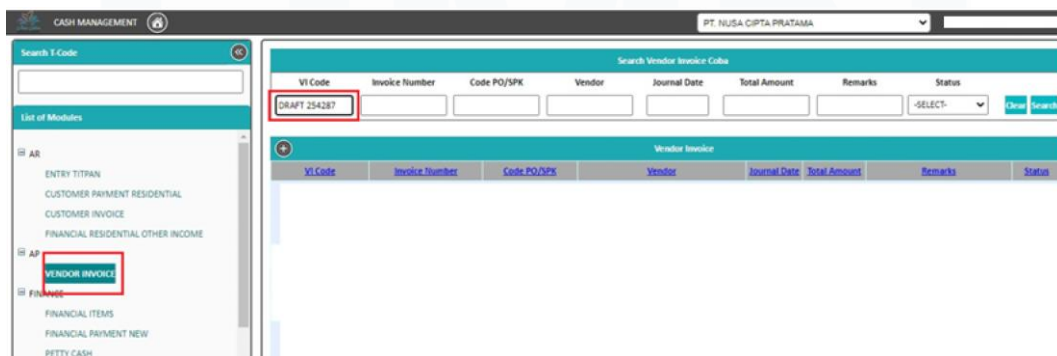 CASH MANAGEMENT
PT. NUSA CIPTA PRATAMA
Search T-Code
List of Modules
AR
ENTRY TITPAN
CUSTOMER PAYMENT RESIDENTIAL
CUSTOMER INVOICE
FINANCIAL RESIDENTIAL OTHER INCOME
AP
VENDOR INVOICE
FINANCE
FINANCIAL ITEMS
FINANCIAL PAYMENT NEW
PETTY CASH
Search Vendor Invoice Coba
VI Code Invoice Number Code PO/SPK Vendor Journal Date Total Amount Remarks Status
DRAFT 254287 -SELECT- Clear Search
Vendor Invoice
VI Code Invoice Number Code PO/SPK Vendor Journal Date Total Amount Remarks Status